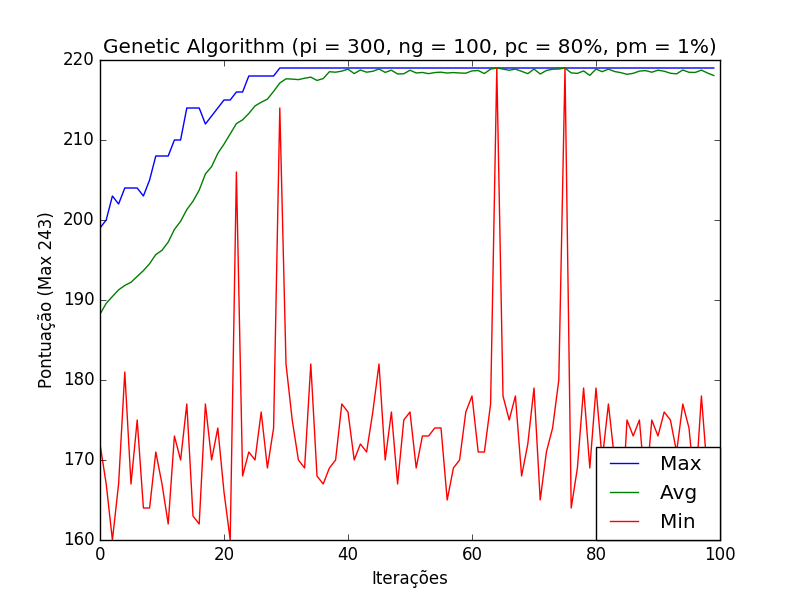 Genetic Algorithm (pi = 300, ng = 100, pc = 80%, pm = 1%)
220
210
200
190
180
170
160
Pontuação (Max 243)
0
20
40
60
80
100
Iterações
Max
Avg
Min